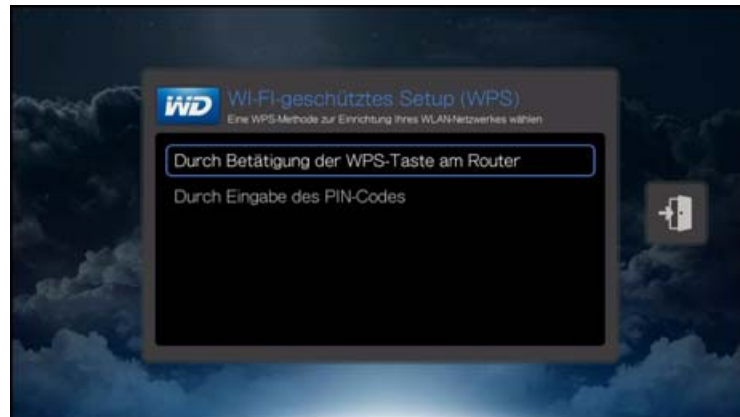 WD
WI-FI-geschütztes Setup (WPS)
Eine WPS-Methode zur Einrichtung Ihres WLAN-Netzwerkes wählen
Durch Betätigung der WPS-Taste am Router
Durch Eingabe des PIN-Codes